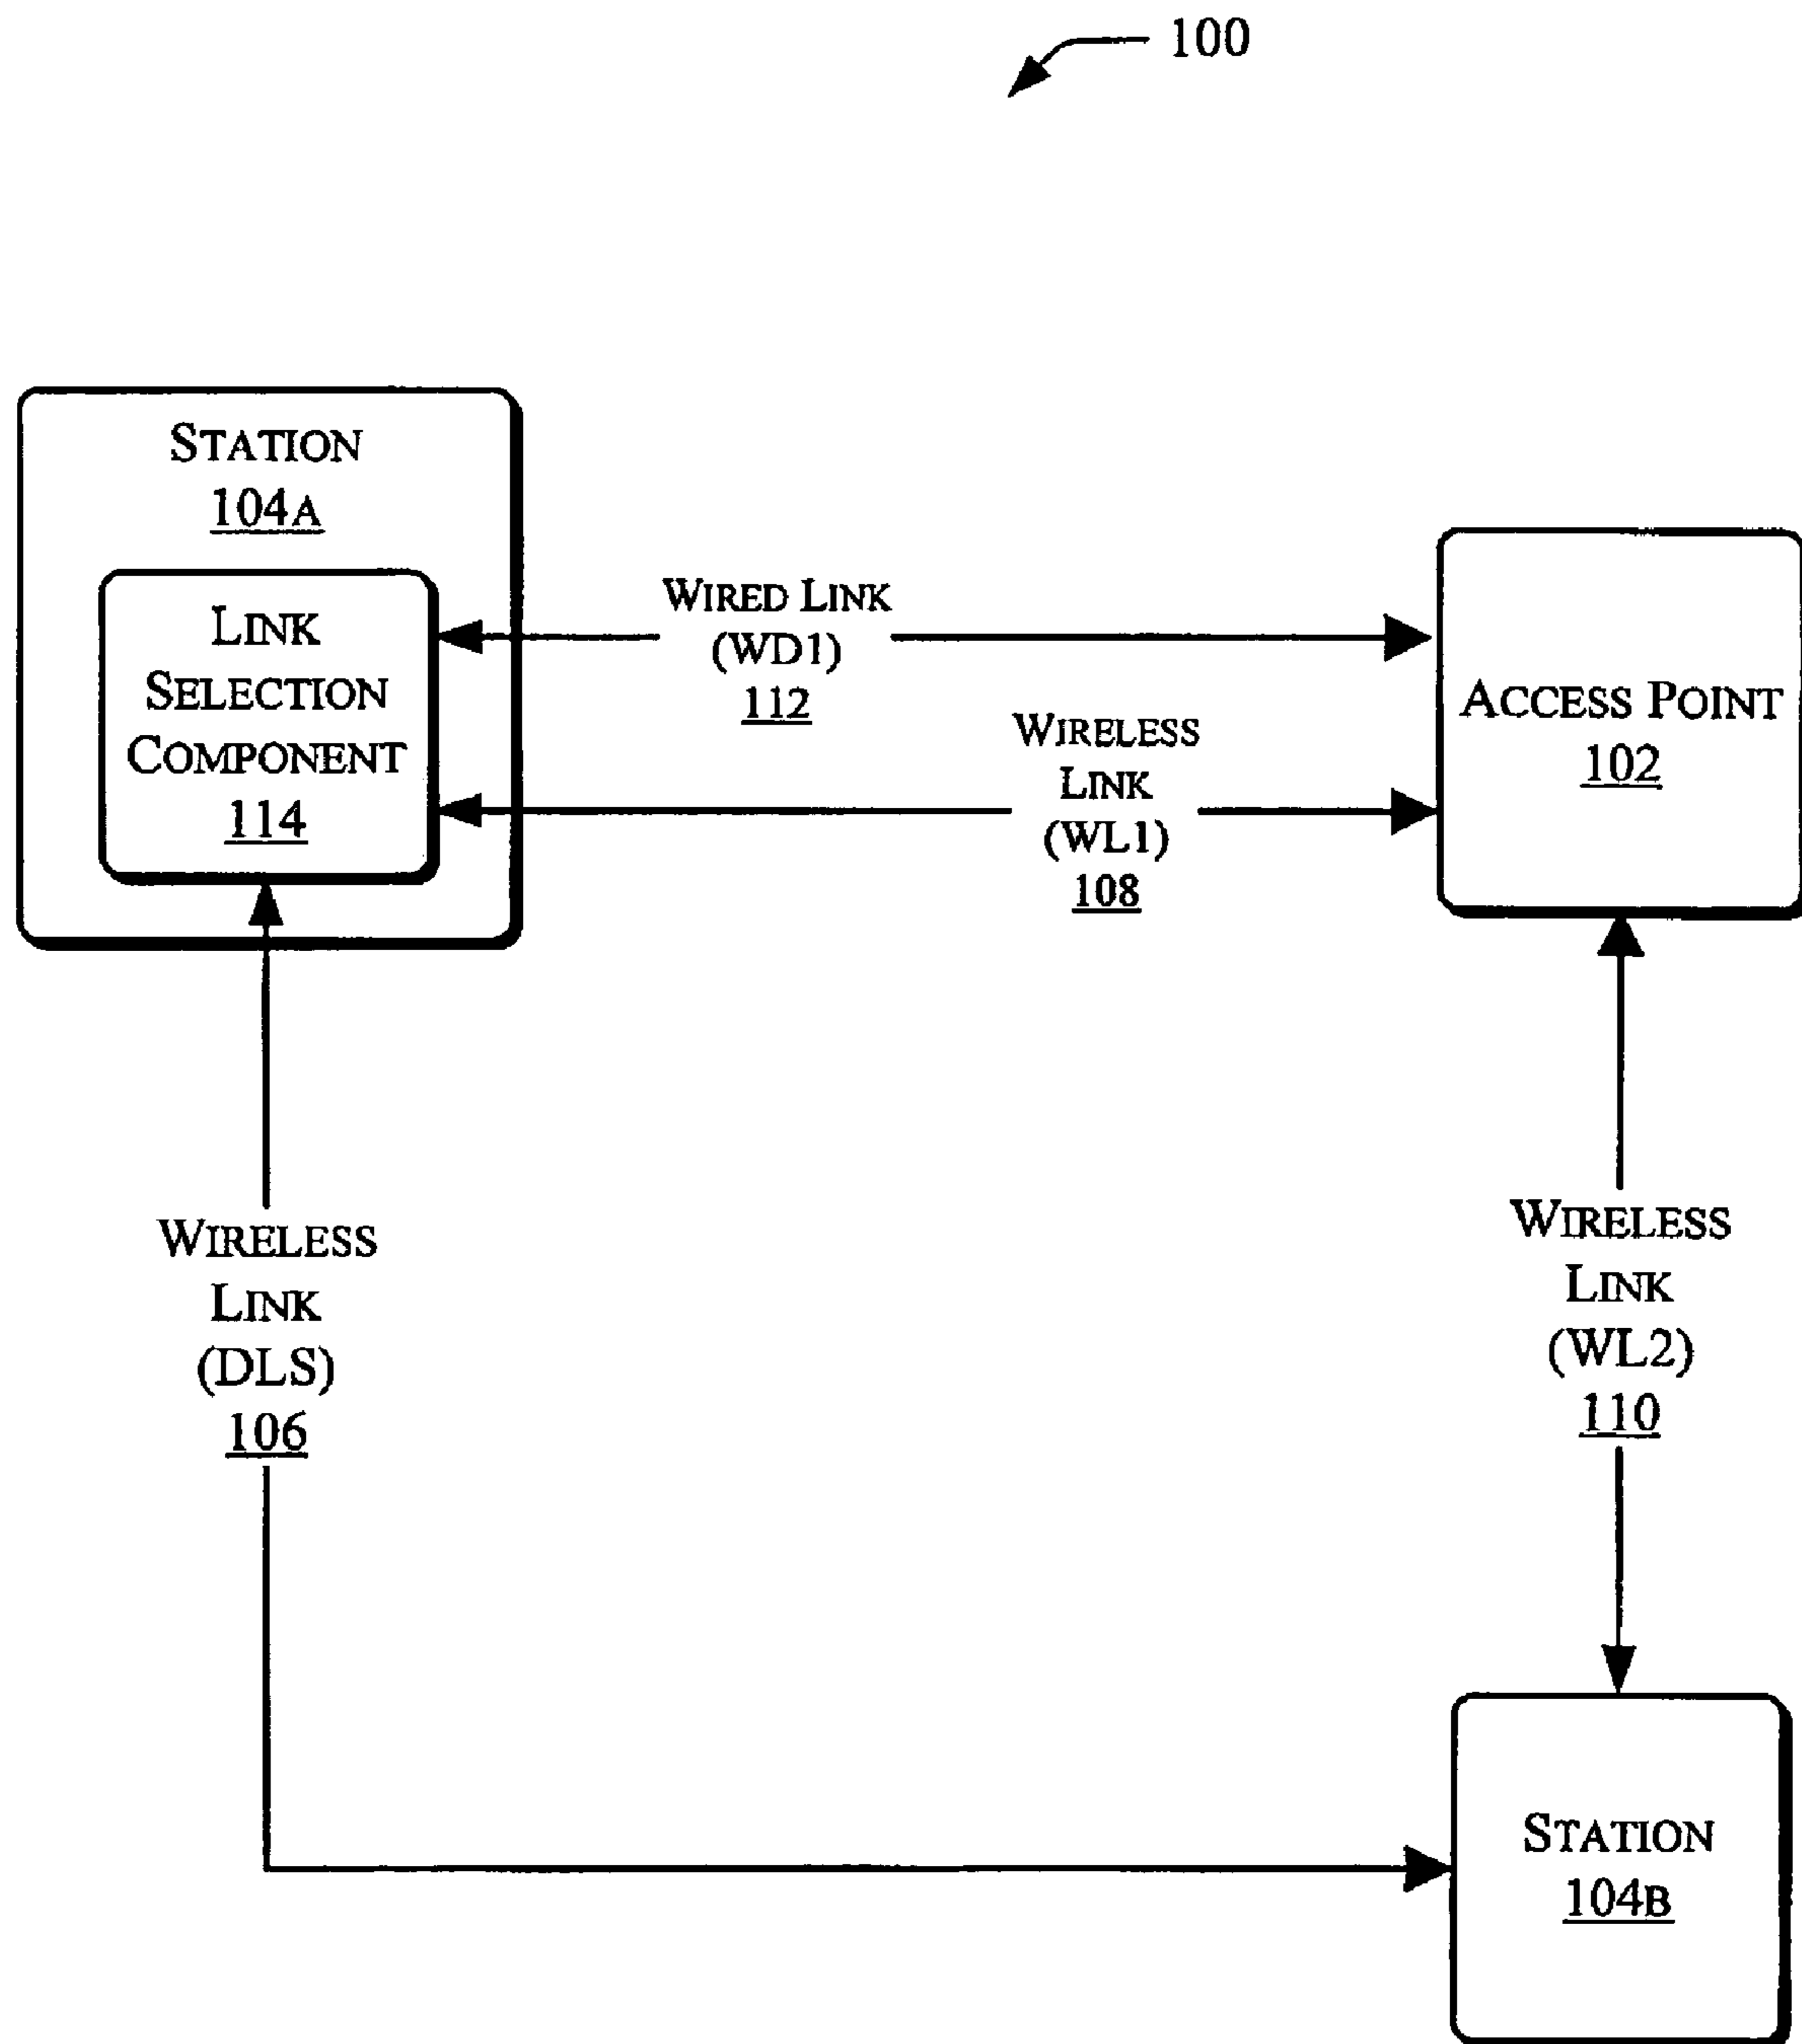 100
STATION
104A
LINK
SELECTION
COMPONENT
114
WIRED LINK
(WD1)
112
WIRELESS
LINK
(WL1)
108
ACCESS POINT
102
WIRELESS
LINK
(DLS)
106
WIRELESS
LINK
(WL2)
110
STATION
104B